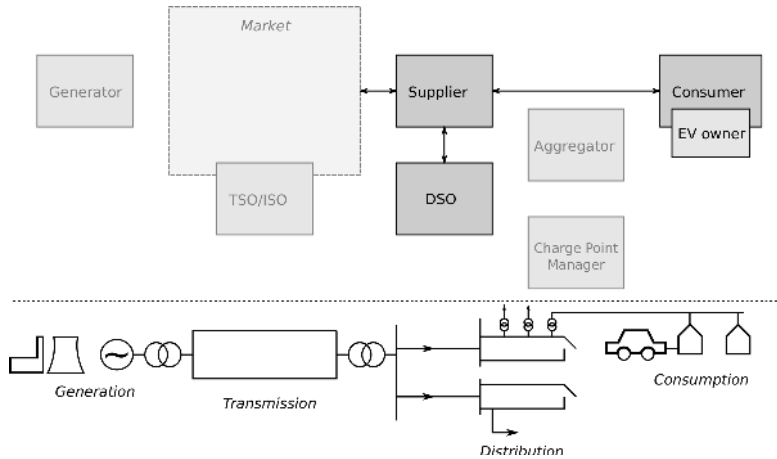 Market
Generator
Supplier
Consumer
EV owner
Aggregator
TSO/ISO
DSO
Charge Point
Manager
Generation
Transmission
Consumption
Distribution